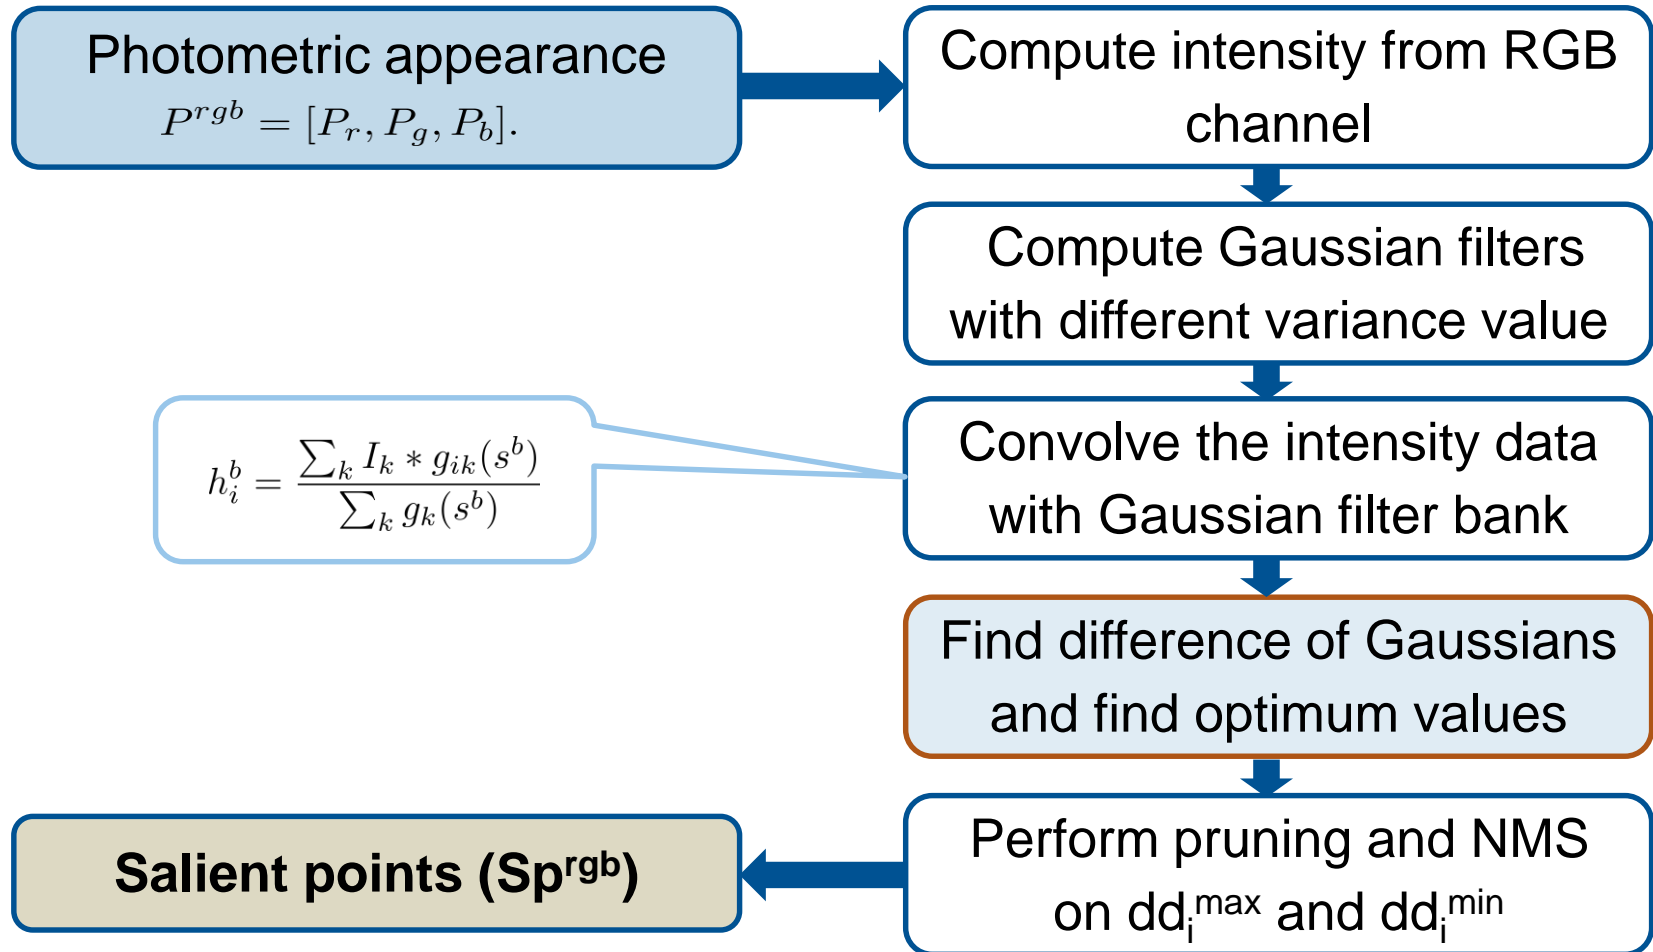 Photometric appearance
P^{rgb} = [P_r, P_g, P_b].
Compute intensity from RGB
channel
Compute Gaussian filters
with different variance value
h_i^b = \frac{\sum_k I_k * g_{ik}(s^b)}{\sum_k g_k(s^b)}
Convolve the intensity data
with Gaussian filter bank
Find difference of Gaussians
and find optimum values
Perform pruning and NMS
on dd_i^{max} and dd_i^{min}
Salient points (Sp^{rgb})